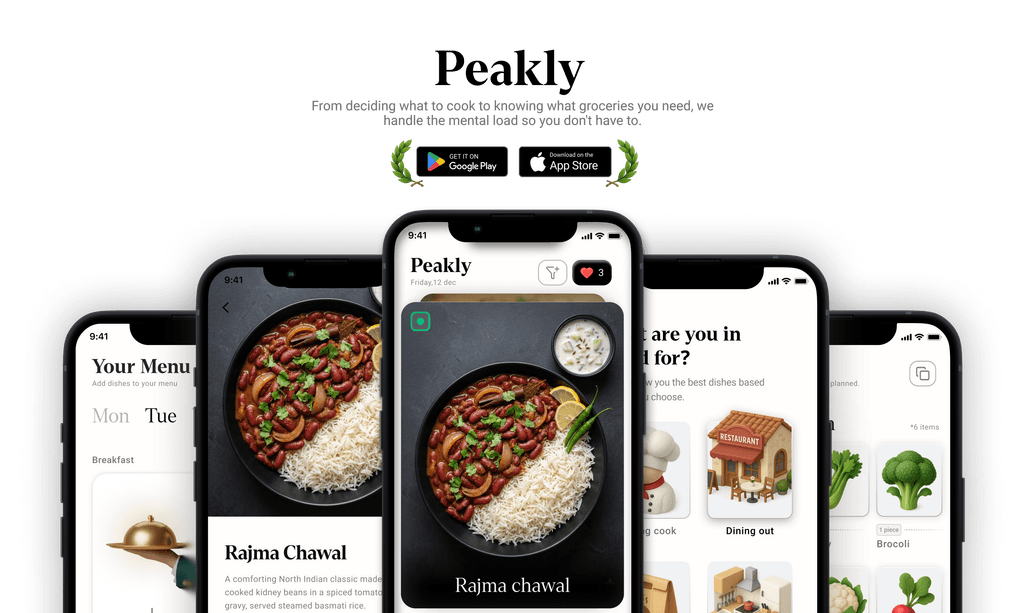 Peakly
From deciding what to cook to knowing what groceries you need, we
handle the mental load so you don't have to.
GET IT ON
Google Play
Download on the
App Store
9:41
Your Menu
Add dishes to your menu
Mon Tue
Breakfast
9:41
Rajma Chawal
A comforting North Indian classic made
cooked kidney beans in a spiced tomato
gravy, served steamed basmati rice.
9:41
Peakly
Friday,12 dec
3
Rajma chawal
are you in
for?
you the best dishes based
choose.
RESTAURANT
cook
Dining out
planned.
*6 items
1 piece
Brocoli